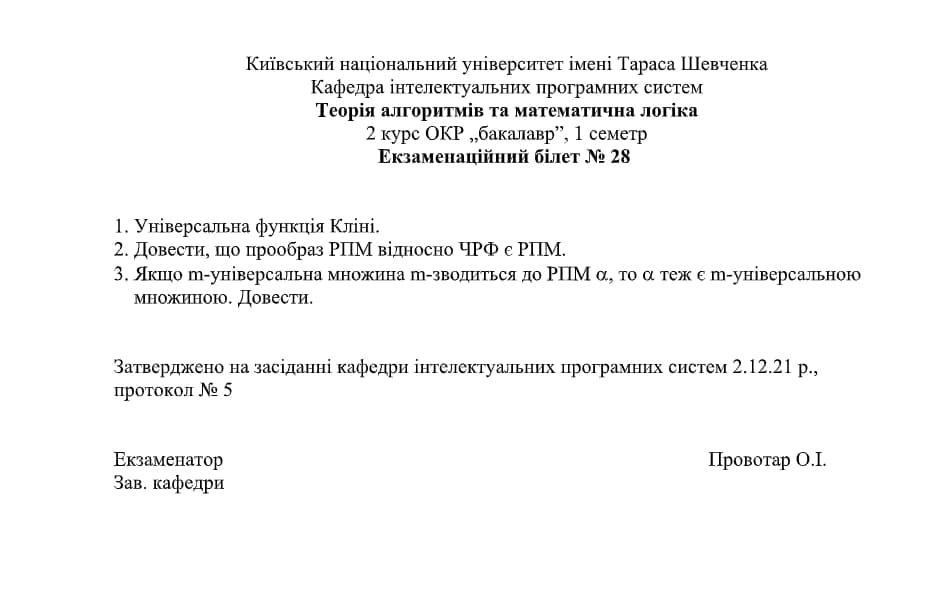 Київський національний університет імені Тараса Шевченка
Кафедра інтелектуальних програмних систем
Теорія алгоритмів та математична логіка
2 курс ОКР „бакалавр”, 1 семетр
Екзаменаційний білет № 28
1. Універсальна функція Кліні.
2. Довести, що прообраз РПМ відносно ЧРФ є РПМ.
3. Якщо m-універсальна множина m-зводиться до РПМ α, то α теж є m-універсальною
множиною. Довести.
Затверджено на засіданні кафедри інтелектуальних програмних систем 2.12.21 р.,
протокол № 5
Екзаменатор Провотар О.І.
Зав. кафедри